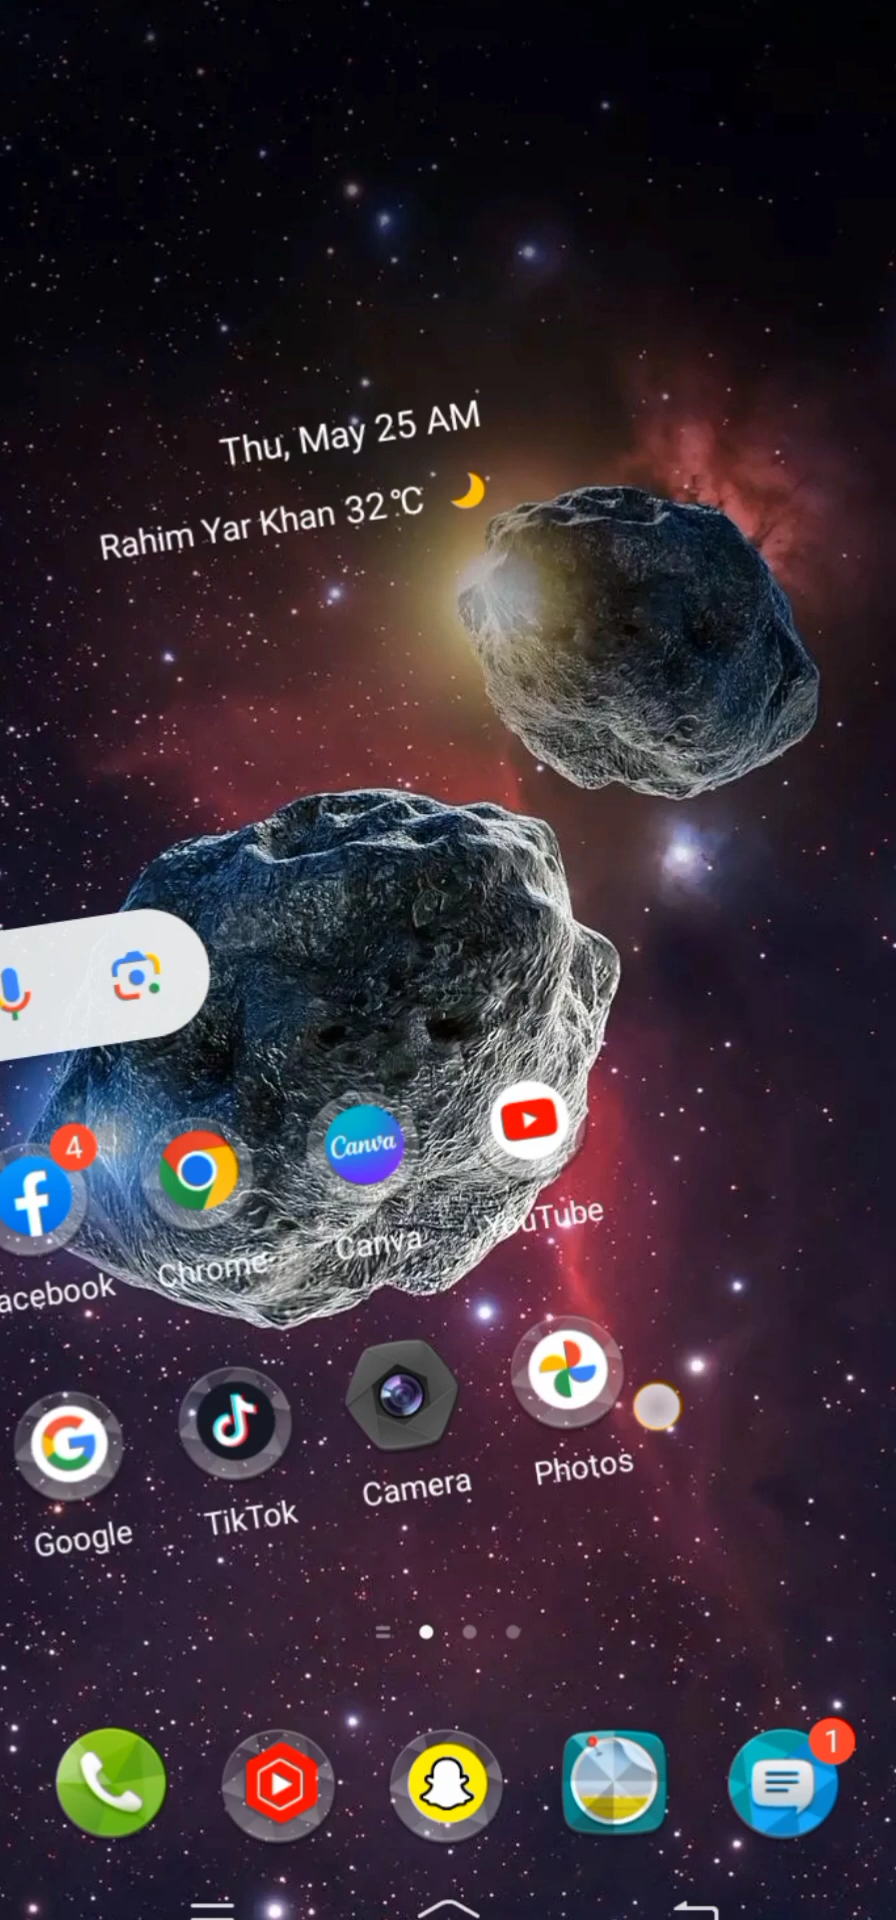 Thu, May 25 AM
Rahim Yar Khan 32°C
4
Canva
acebook
Chrome
Canva
YouTube
Google
TikTok
Camera
Photos
1